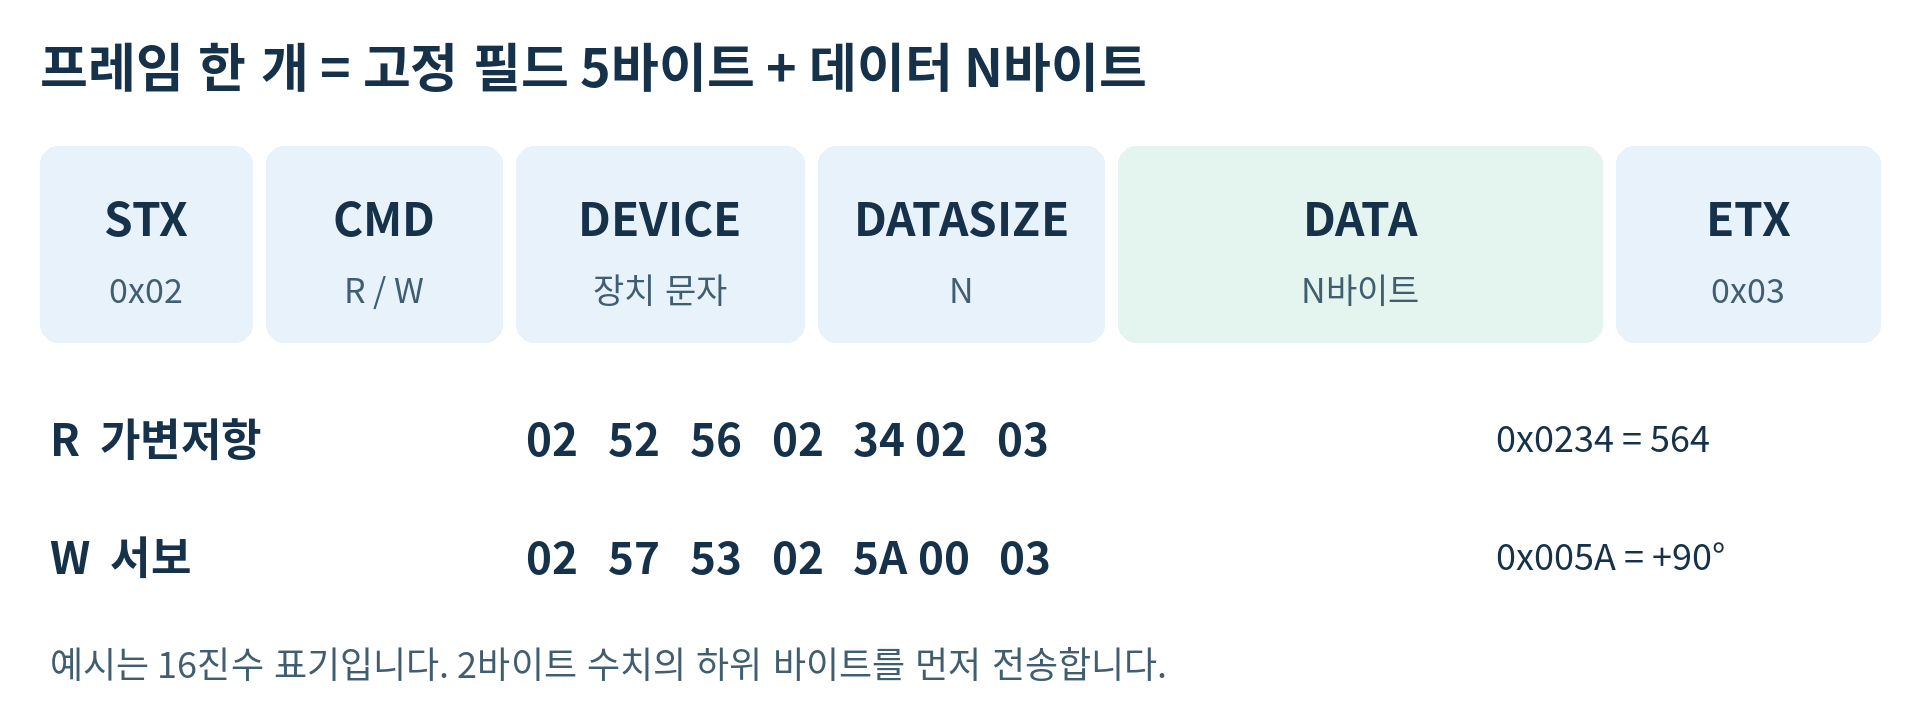 프레임 한 개 = 고정 필드 5바이트 + 데이터 N바이트
STX CMD DEVICE DATASIZE DATA ETX
0x02 R / W 장치 문자 N N바이트 0x03
R 가변저항 02 52 56 02 34 02 03 0x0234 = 564
W 서보 02 57 53 02 5A 00 03 0x005A = +90°
예시는 16진수 표기입니다. 2바이트 수치의 하위 바이트를 먼저 전송합니다.